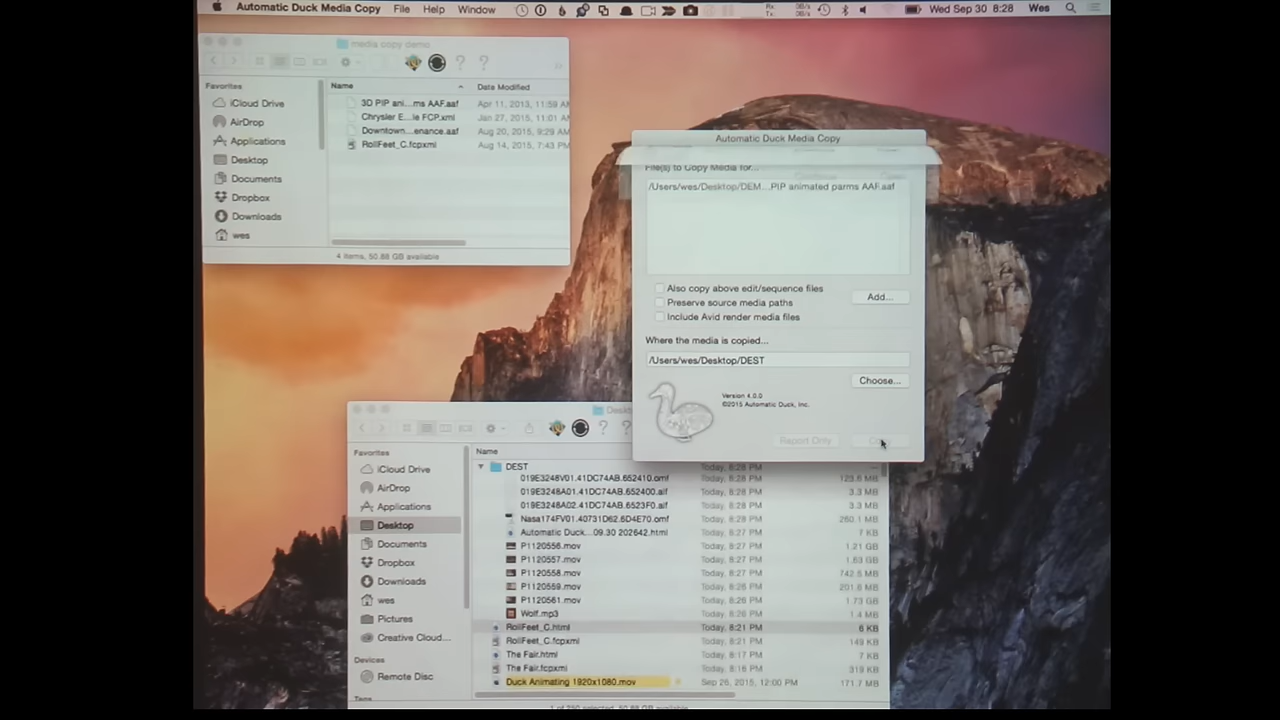 Automatic Duck Media Copy File Help Window
Wed Sep 30 8:28 Wes
media copy demo
Favorites
iCloud Drive
AirDrop
Applications
Desktop
Documents
Dropbox
Downloads
wes
Name Data Modified
3D PIP ani...ms AAF.aaf Apr 11, 2013, 11:59 AM
Chrysler E...le FCP.xml Jan 27, 2015, 11:01 AM
Downtown...enance.aaf Aug 20, 2015, 9:29 AM
RollFeet_C.fcpxml Aug 14, 2015, 7:43 PM
4 items, 50.88 GB available
Automatic Duck Media Copy
File(s) to Copy Media for...
/Users/wes/Desktop/DEM...PIP animated parms AAF.aaf
Also copy above edit/sequence files
Preserve source media paths
Include Avid render media files
Add...
Where the media is copied...
/Users/wes/Desktop/DEST
Choose...
Version 4.0.0
©2015 Automatic Duck, Inc.
Report Only
Favorites
iCloud Drive
AirDrop
Applications
Desktop
Documents
Dropbox
Downloads
wes
Pictures
Creative Cloud...
Devices
Remote Disc
Name
DEST Today, 8:28 PM
019E3248V01.41DC74AB.652410.omf Today, 8:28 PM 123.6 MB
019E3248A01.41DC74AB.652400.aif Today, 8:28 PM 3.3 MB
019E3248A02.41DC74AB.6523F0.aif Today, 8:28 PM 3.3 MB
Nasa174FV01.40731D62.6D4E70.omf Today, 8:28 PM 260.1 MB
Automatic Duck...09.30 202642.html Today, 8:27 PM 7 KB
P1120556.mov Today, 8:27 PM 1.21 GB
P1120557.mov Today, 8:27 PM 1.63 GB
P1120558.mov Today, 8:27 PM 742.5 MB
P1120559.mov Today, 8:26 PM 201.6 MB
P1120561.mov Today, 8:26 PM 1.73 GB
Wolf.mp3 Today, 8:26 PM 1.4 MB
RollFeet_C.html Today, 8:21 PM 6 KB
RollFeet_C.fcpxml Today, 8:21 PM 149 KB
The Fair.html Today, 8:17 PM 7 KB
The Fair.fcpxml Today, 8:16 PM 319 KB
Duck Animating 1920x1080.mov Sep 26, 2015, 12:00 PM 171.7 MB